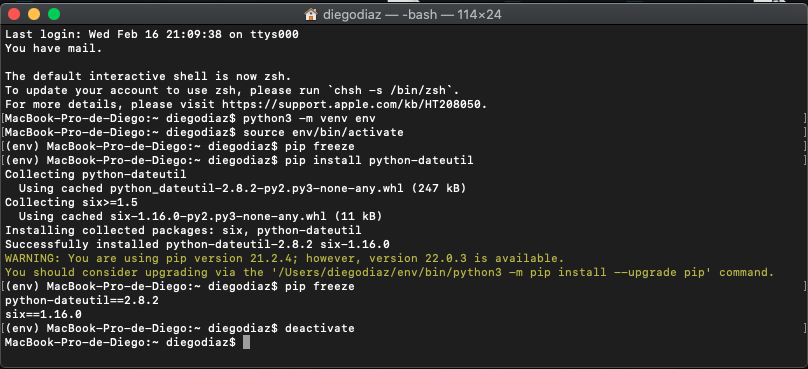 diegodiaz — -bash — 114×24
Last login: Wed Feb 16 21:09:38 on ttys000
You have mail.
The default interactive shell is now zsh.
To update your account to use zsh, please run `chsh -s /bin/zsh`.
For more details, please visit https://support.apple.com/kb/HT208050.
[MacBook-Pro-de-Diego:~ diegodiaz$ python3 -m venv env ]
[MacBook-Pro-de-Diego:~ diegodiaz$ source env/bin/activate ]
[(env) MacBook-Pro-de-Diego:~ diegodiaz$ pip freeze ]
[(env) MacBook-Pro-de-Diego:~ diegodiaz$ pip install python-dateutil ]
Collecting python-dateutil
  Using cached python_dateutil-2.8.2-py2.py3-none-any.whl (247 kB)
Collecting six>=1.5
  Using cached six-1.16.0-py2.py3-none-any.whl (11 kB)
Installing collected packages: six, python-dateutil
Successfully installed python-dateutil-2.8.2 six-1.16.0
WARNING: You are using pip version 21.2.4; however, version 22.0.3 is available.
You should consider upgrading via the '/Users/diegodiaz/env/bin/python3 -m pip install --upgrade pip' command.
[(env) MacBook-Pro-de-Diego:~ diegodiaz$ pip freeze ]
python-dateutil==2.8.2
six==1.16.0
[(env) MacBook-Pro-de-Diego:~ diegodiaz$ deactivate ]
MacBook-Pro-de-Diego:~ diegodiaz$